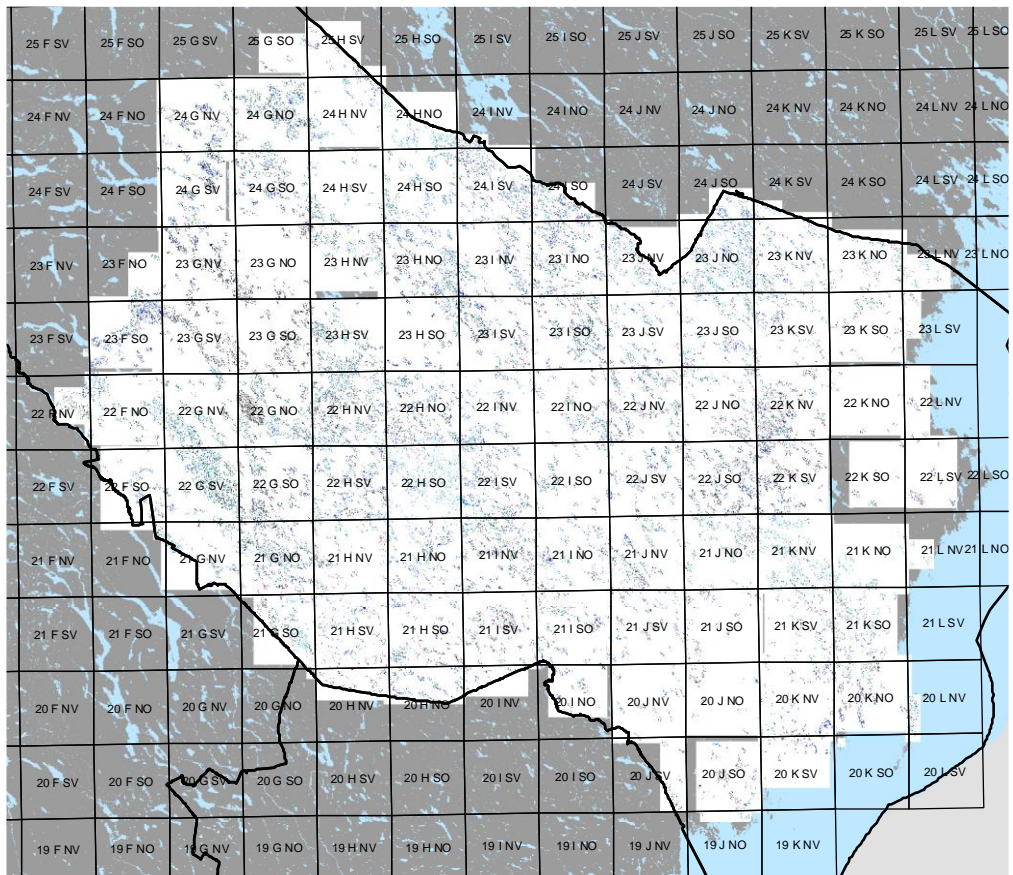 25 F SV 25 F SO 25 G SV 25 G SO 25 H SV 25 H SO 25 I SV 25 I SO 25 J SV 25 J SO 25 K SV 25 K SO 25 L SV 25 L SO
24 F NV 24 F NO 24 G NV 24 G NO 24 H NV 24 H NO 24 I NV 24 I NO 24 J NV 24 J NO 24 K NV 24 K NO 24 L NV 24 L NO
24 F SV 24 F SO 24 G SV 24 G SO 24 H SV 24 H SO 24 I SV 24 I SO 24 J SV 24 J SO 24 K SV 24 K SO 24 L SV 24 L SO
23 F NV 23 F NO 23 G NV 23 G NO 23 H NV 23 H NO 23 I NV 23 I NO 23 J NV 23 J NO 23 K NV 23 K NO 23 L NV 23 L NO
23 F SV 23 F SO 23 G SV 23 G SO 23 H SV 23 H SO 23 I SV 23 I SO 23 J SV 23 J SO 23 K SV 23 K SO 23 L SV
22 F NV 22 F NO 22 G NV 22 G NO 22 H NV 22 H NO 22 I NV 22 I NO 22 J NV 22 J NO 22 K NV 22 K NO 22 L NV
22 F SV 22 F SO 22 G SV 22 G SO 22 H SV 22 H SO 22 I SV 22 I SO 22 J SV 22 J SO 22 K SV 22 K SO 22 L SV 22 L SO
21 F NV 21 F NO 21 G NV 21 G NO 21 H NV 21 H NO 21 I NV 21 I NO 21 J NV 21 J NO 21 K NV 21 K NO 21 L NV 21 L NO
21 F SV 21 F SO 21 G SV 21 G SO 21 H SV 21 H SO 21 I SV 21 I SO 21 J SV 21 J SO 21 K SV 21 K SO 21 L SV
20 F NV 20 F NO 20 G NV 20 G NO 20 H NV 20 H NO 20 I NV 20 I NO 20 J NV 20 J NO 20 K NV 20 K NO 20 L NV
20 F SV 20 F SO 20 G SV 20 G SO 20 H SV 20 H SO 20 I SV 20 I SO 20 J SV 20 J SO 20 K SV 20 K SO 20 L SV
19 F NV 19 F NO 19 G NV 19 G NO 19 H NV 19 H NO 19 I NV 19 I NO 19 J NV 19 J NO 19 K NV